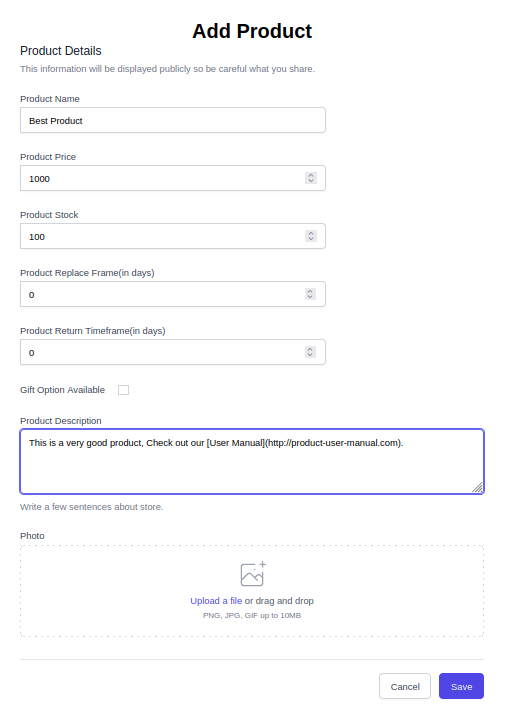 Add Product
Product Details
This information will be displayed publicly so be careful what you share.
Product Name
Best Product
Product Price
1000
Product Stock
100
Product Replace Frame(in days)
0
Product Return Timeframe(in days)
0
Gift Option Available
Product Description
This is a very good product, Check out our [User Manual](http://product-user-manual.com).
Write a few sentences about store.
Photo
Upload a file or drag and drop
PNG, JPG, GIF up to 10MB
Cancel Save